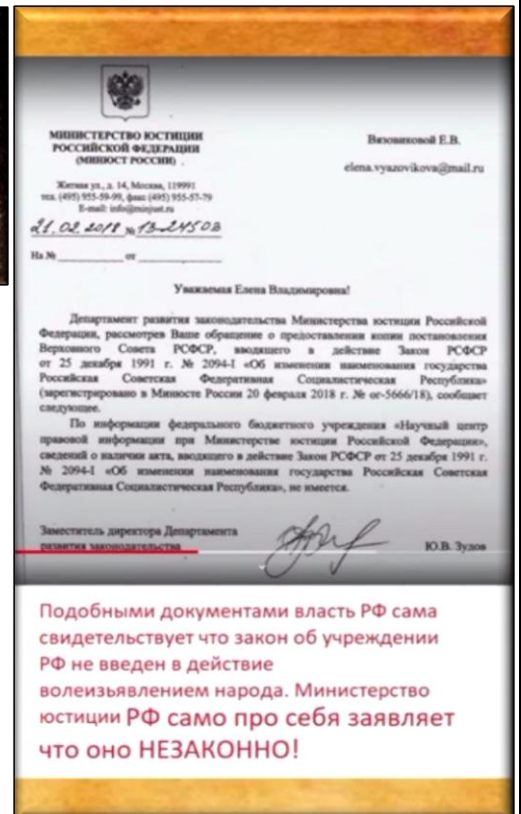 МИНИСТЕРСТВО ЮСТИЦИИ
РОССИЙСКОЙ ФЕДЕРАЦИИ
(МИНЮСТ РОССИИ)
Житная ул., д. 14, Москва, 119991
тел. (495) 955-59-99, факс (495) 955-57-79
E-mail: info@minjust.ru
21.02.2018 № 13-24503
На № от
Вязовиковой Е.В.
elena.vyazovikova@mail.ru
Уважаемая Елена Владимировна!
Департамент развития законодательства Министерства юстиции Российской
Федерации, рассмотрев Ваше обращение о предоставлении копии постановления
Верховного Совета РСФСР, вводящего в действие Закон РСФСР
от 25 декабря 1991 г. № 2094-I «Об изменении наименования государства
Российская Советская Федеративная Социалистическая Республика»
(зарегистрировано в Минюсте России 20 февраля 2018 г. № ог-5666/18), сообщает
следующее.
По информации федерального бюджетного учреждения «Научный центр
правовой информации при Министерстве юстиции Российской Федерации»,
сведений о наличии акта, вводящего в действие Закон РСФСР от 25 декабря 1991 г.
№ 2094-I «Об изменении наименования государства Российская Советская
Федеративная Социалистическая Республика», не имеется.
Заместитель директора Департамента
развития законодательства
Ю.В. Зудов
Подобными документами власть РФ сама
свидетельствует что закон об учреждении
РФ не введен в действие
волеизьявлением народа. Министерство
юстиции РФ само про себя заявляет
что оно НЕЗАКОННО!